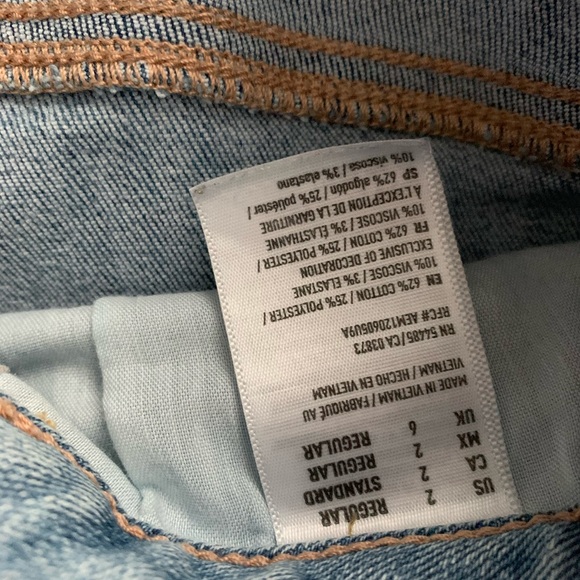 US 2 REGULAR
CA 2 STANDARD
MX 2 REGULAR
UK 6 REGULAR
MADE IN VIETNAM / FABRIQUÉ AU
VIETNAM / HECHO EN VIETNAM
RN 54485/CA 03873
RFC# AEM120605U9A
EN 62% COTTON / 25% POLYESTER /
10% VISCOSE / 3% ELASTANE
EXCLUSIVE OF DECORATION
FR 62% COTON / 25% POLYESTER /
10% VISCOSE / 3% ÉLASTHANNE
À L'EXCEPTION DE LA GARNITURE
SP 62% algodón / 25% poliéster /
10% viscosa / 3% elastano